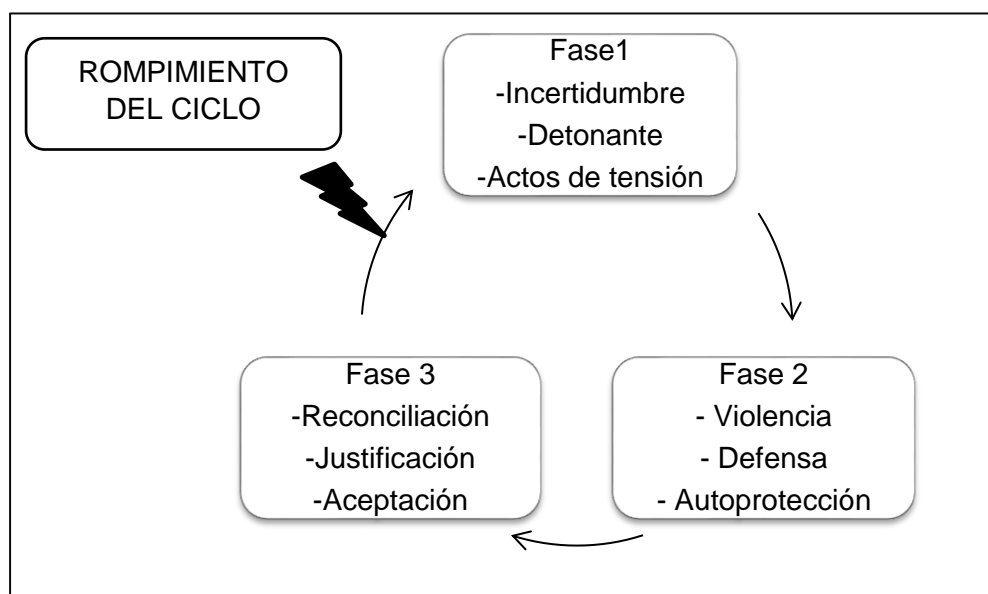 ROMPIMIENTO
DEL CICLO
Fase1
-Incertidumbre
-Detonante
-Actos de tensión
Fase 2
- Violencia
- Defensa
- Autoprotección
Fase 3
-Reconciliación
-Justificación
-Aceptación